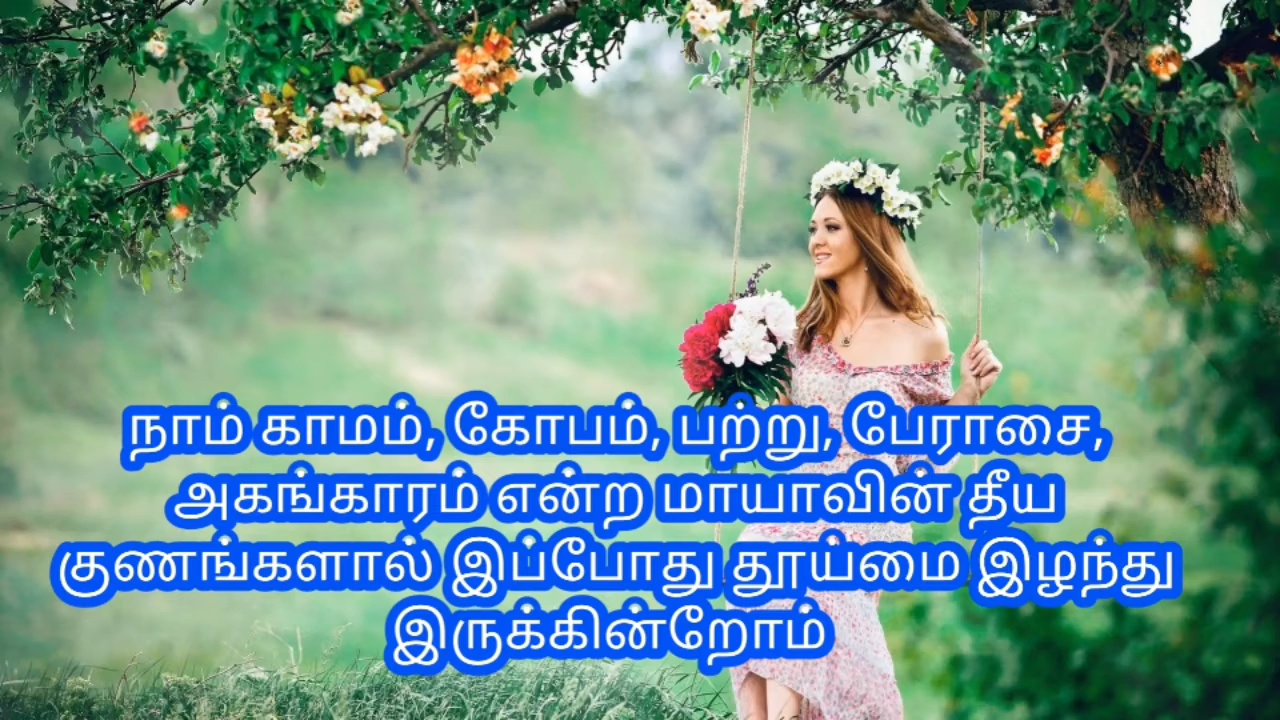 நாம் காமம், கோபம், பற்று, பேராசை,
அகங்காரம் என்ற மாயாவின் தீய
குணங்களால் இப்போது தூய்மை இழந்து
இருக்கின்றோம்